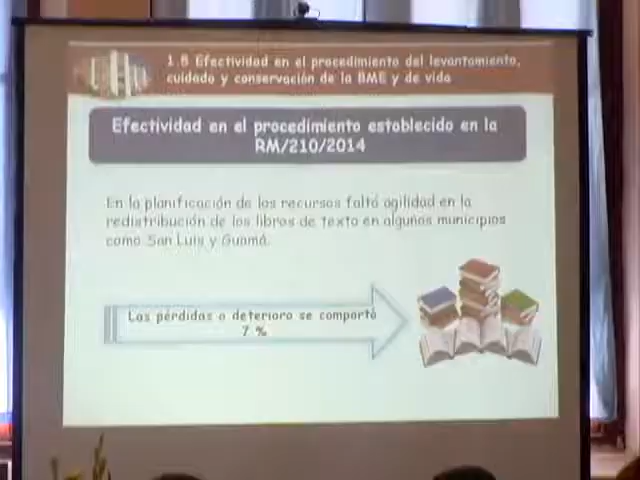 1.8 Efectividad en el procedimiento del levantamiento,
cuidado y conservación de la BME y de vida
Efectividad en el procedimiento establecido en la
RM/210/2014
En la planificación de los recursos faltó agilidad en la
redistribución de los libros de texto en algunos municipios
como San Luis y Guamá.
Las pérdidas o deterioro se comportó
7 %